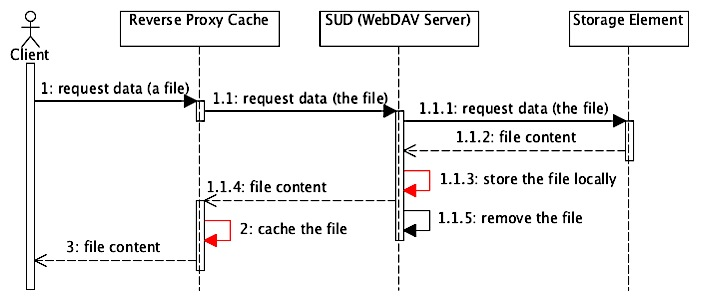 Reverse Proxy Cache
SUD (WebDAV Server)
Storage Element
Client
1: request data (a file)
1.1: request data (the file)
1.1.1: request data (the file)
1.1.2: file content
1.1.3: store the file locally
1.1.4: file content
1.1.5: remove the file
2: cache the file
3: file content